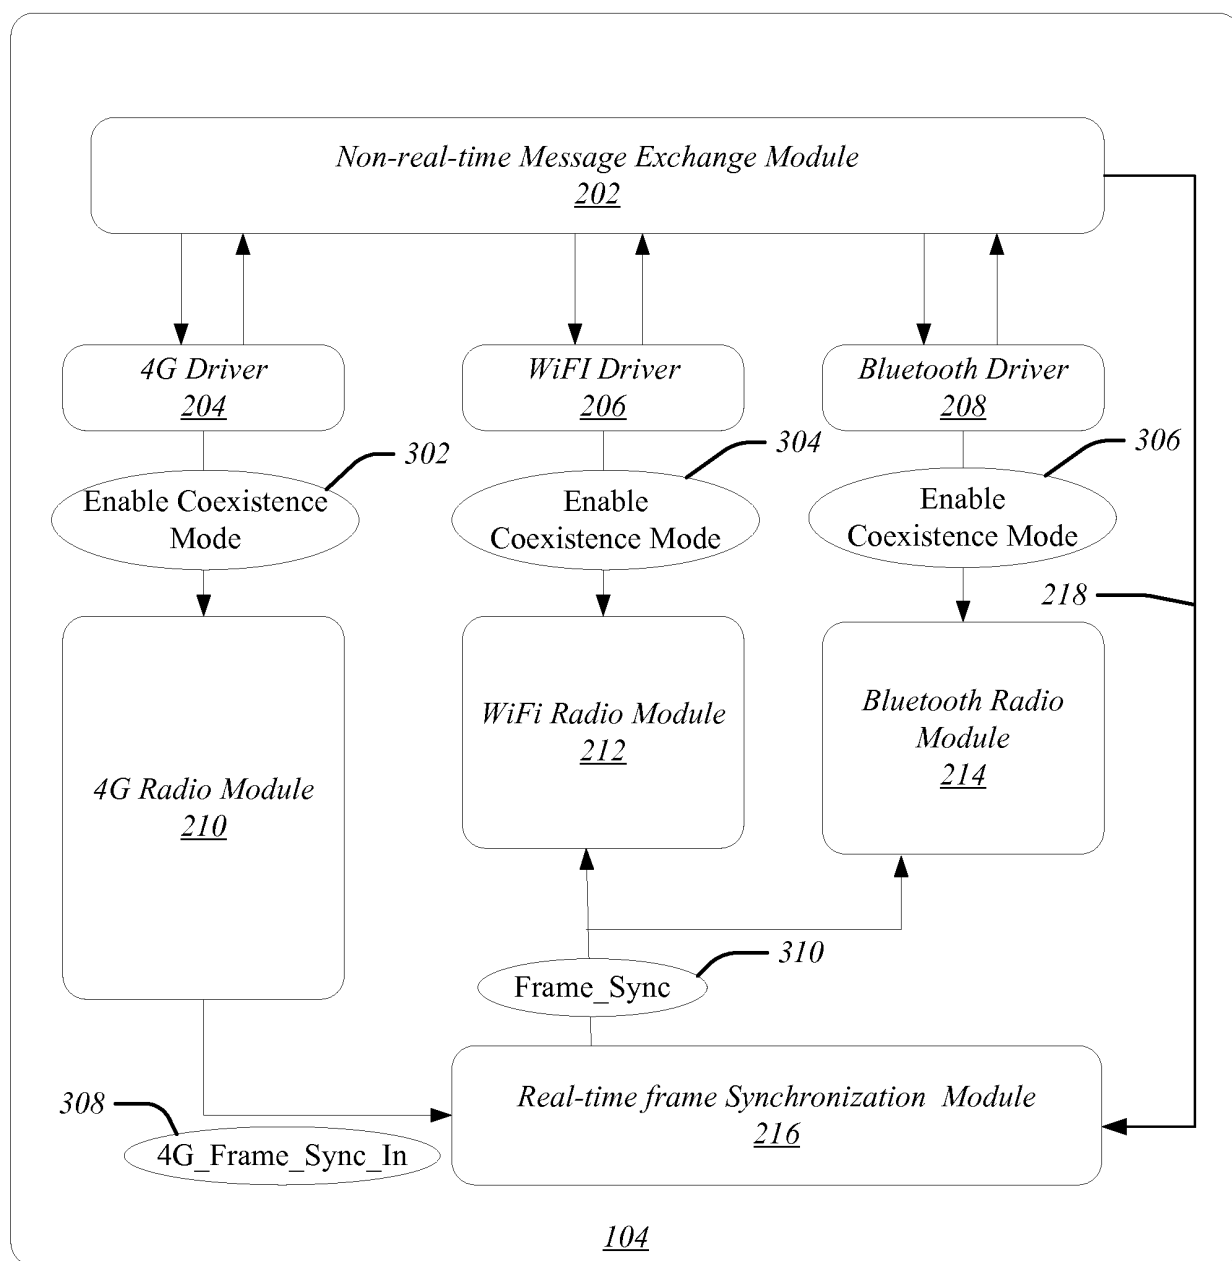 Non-real-time Message Exchange Module
202
4G Driver
204
WiFI Driver
206
Bluetooth Driver
208
302
304
306
Enable Coexistence
Mode
Enable
Coexistence Mode
Enable
Coexistence Mode
218
4G Radio Module
210
WiFi Radio Module
212
Bluetooth Radio
Module
214
310
Frame_Sync
308
4G_Frame_Sync_In
Real-time frame Synchronization Module
216
104